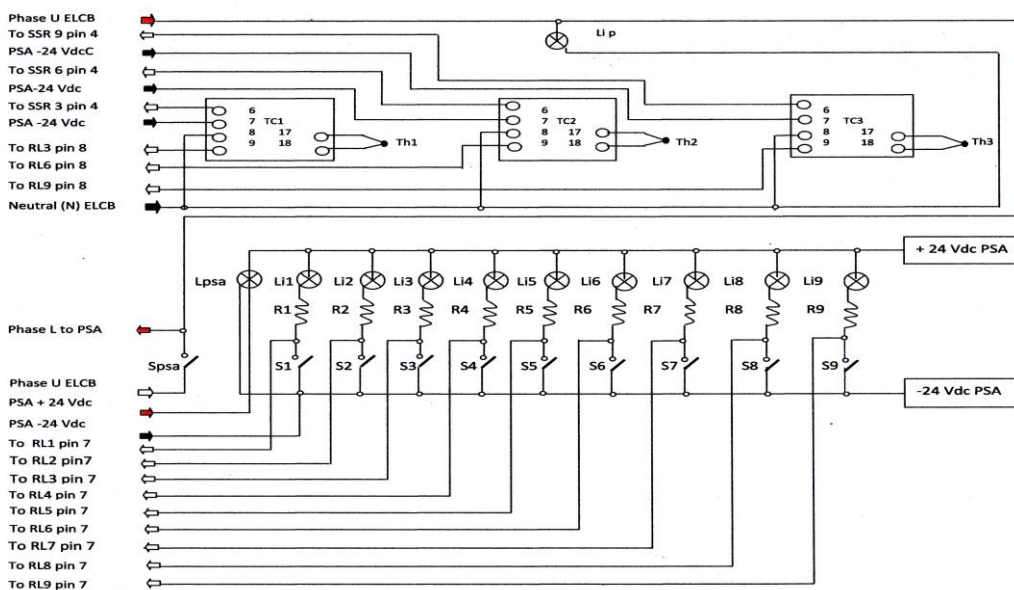 Phase U ELCB
To SSR 9 pin 4
PSA -24 VdcC
To SSR 6 pin 4
PSA-24 Vdc
To SSR 3 pin 4
PSA -24 Vdc
To RL3 pin 8
To RL6 pin 8
To RL9 pin 8
Neutral (N) ELCB
Li p
6
7 TC1
8 17
9 18
Th1
6
7 TC2
8 17
9 18
Th2
6
7 TC3
8 17
9 18
Th3
+ 24 Vdc PSA
Lpsa Li1 Li2 Li3 Li4 Li5 Li6 Li7 Li8 Li9
R1 R2 R3 R4 R5 R6 R7 R8 R9
Phase L to PSA
Spsa S1 S2 S3 S4 S5 S6 S7 S8 S9
-24 Vdc PSA
Phase U ELCB
PSA + 24 Vdc
PSA -24 Vdc
To RL1 pin 7
To RL2 pin7
To RL3 pin 7
To RL4 pin 7
To RL5 pin 7
To RL6 pin 7
To RL7 pin 7
To RL8 pin 7
To RL9 pin 7